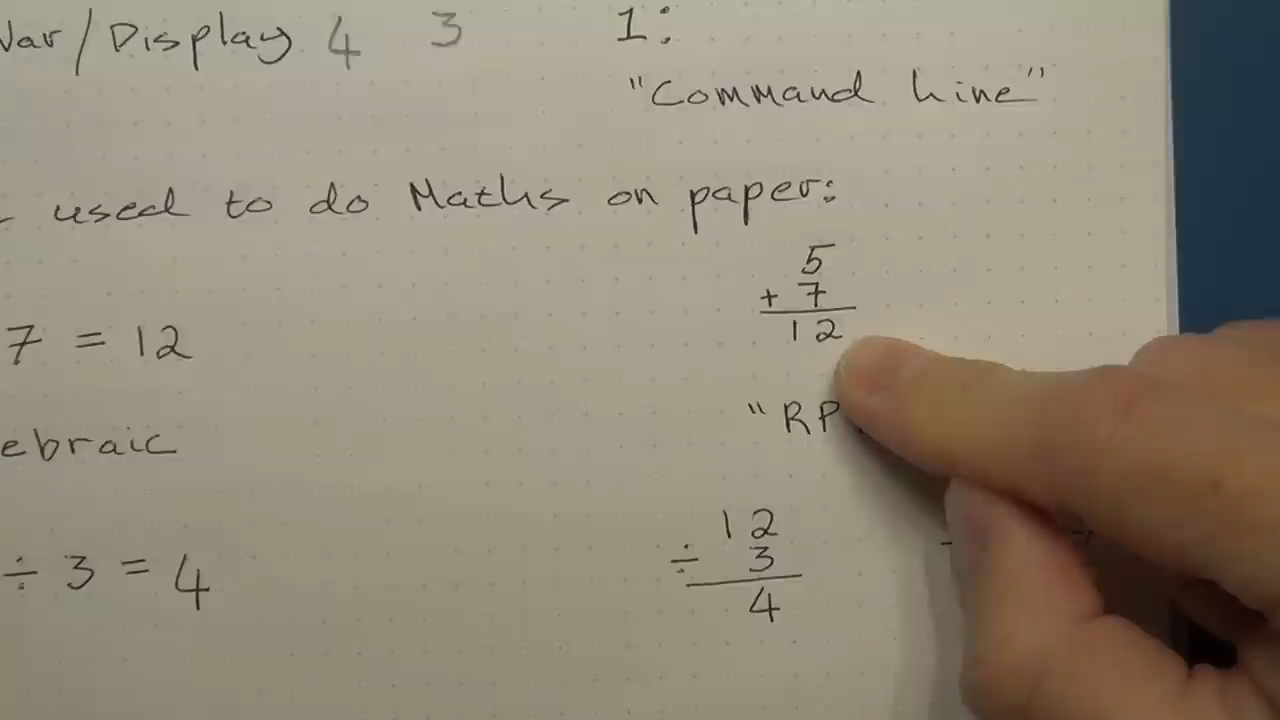 Var/Display 4 3 1:
"Command Line"
used to do Maths on paper:
5
+ 7
7 = 12
12
ebraic
"RP
12
÷ 3
÷ 3 = 4
4